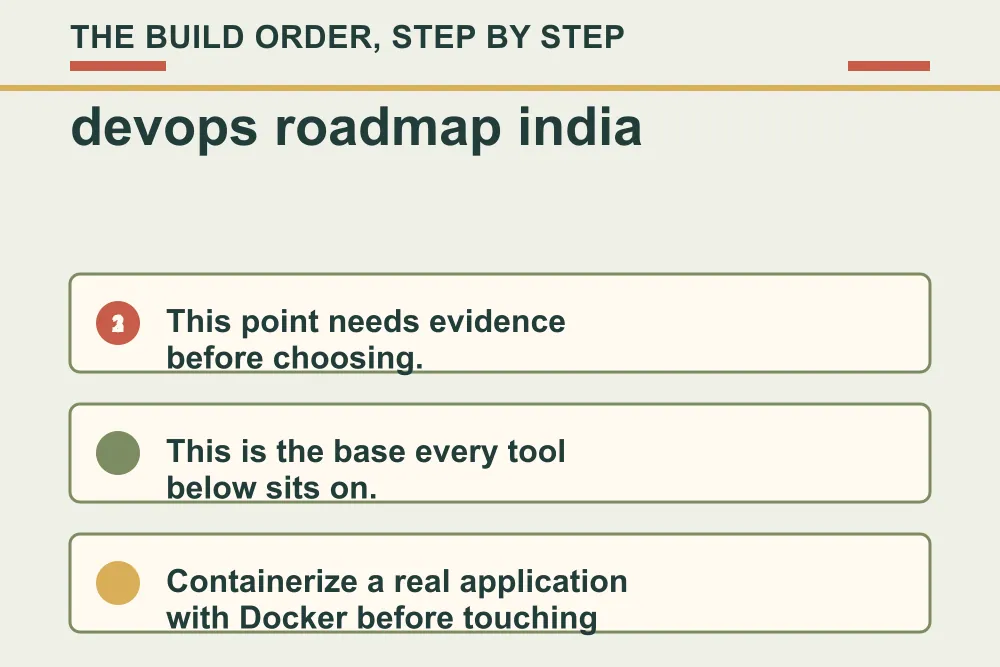 THE BUILD ORDER, STEP BY STEP
devops roadmap india
This point needs evidence
before choosing.
This is the base every tool
below sits on.
Containerize a real application
with Docker before touching